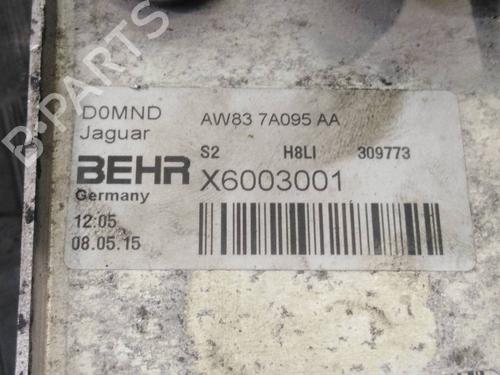 D0MND AW83 7A095 AA
Jaguar
S2 H8LI 309773
BEHR X6003001
Germany
12:05
08.05.15
B-PARTS